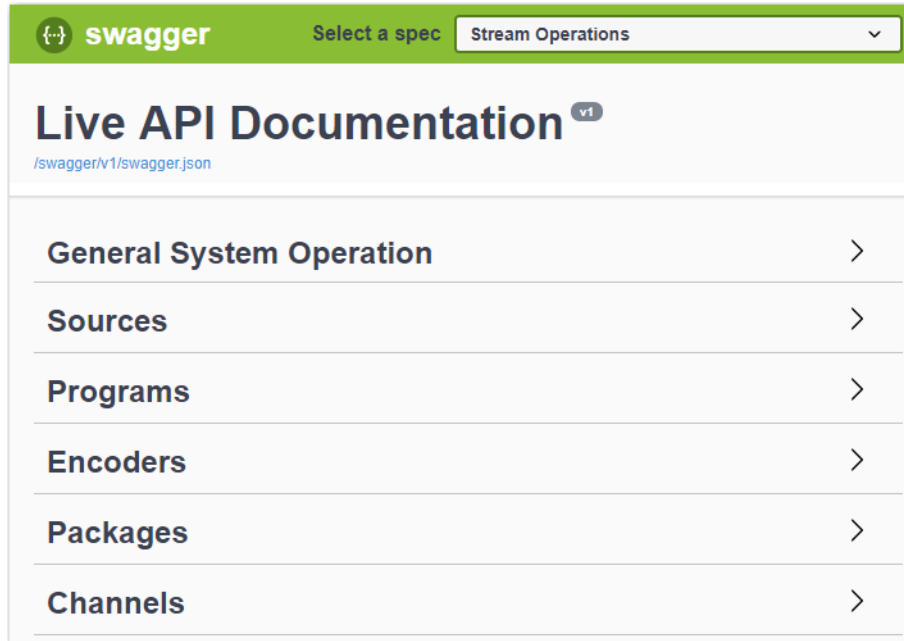 {...} swagger Select a spec Stream Operations
Live API Documentation v1
/swagger/v1/swagger.json
General System Operation
Sources
Programs
Encoders
Packages
Channels